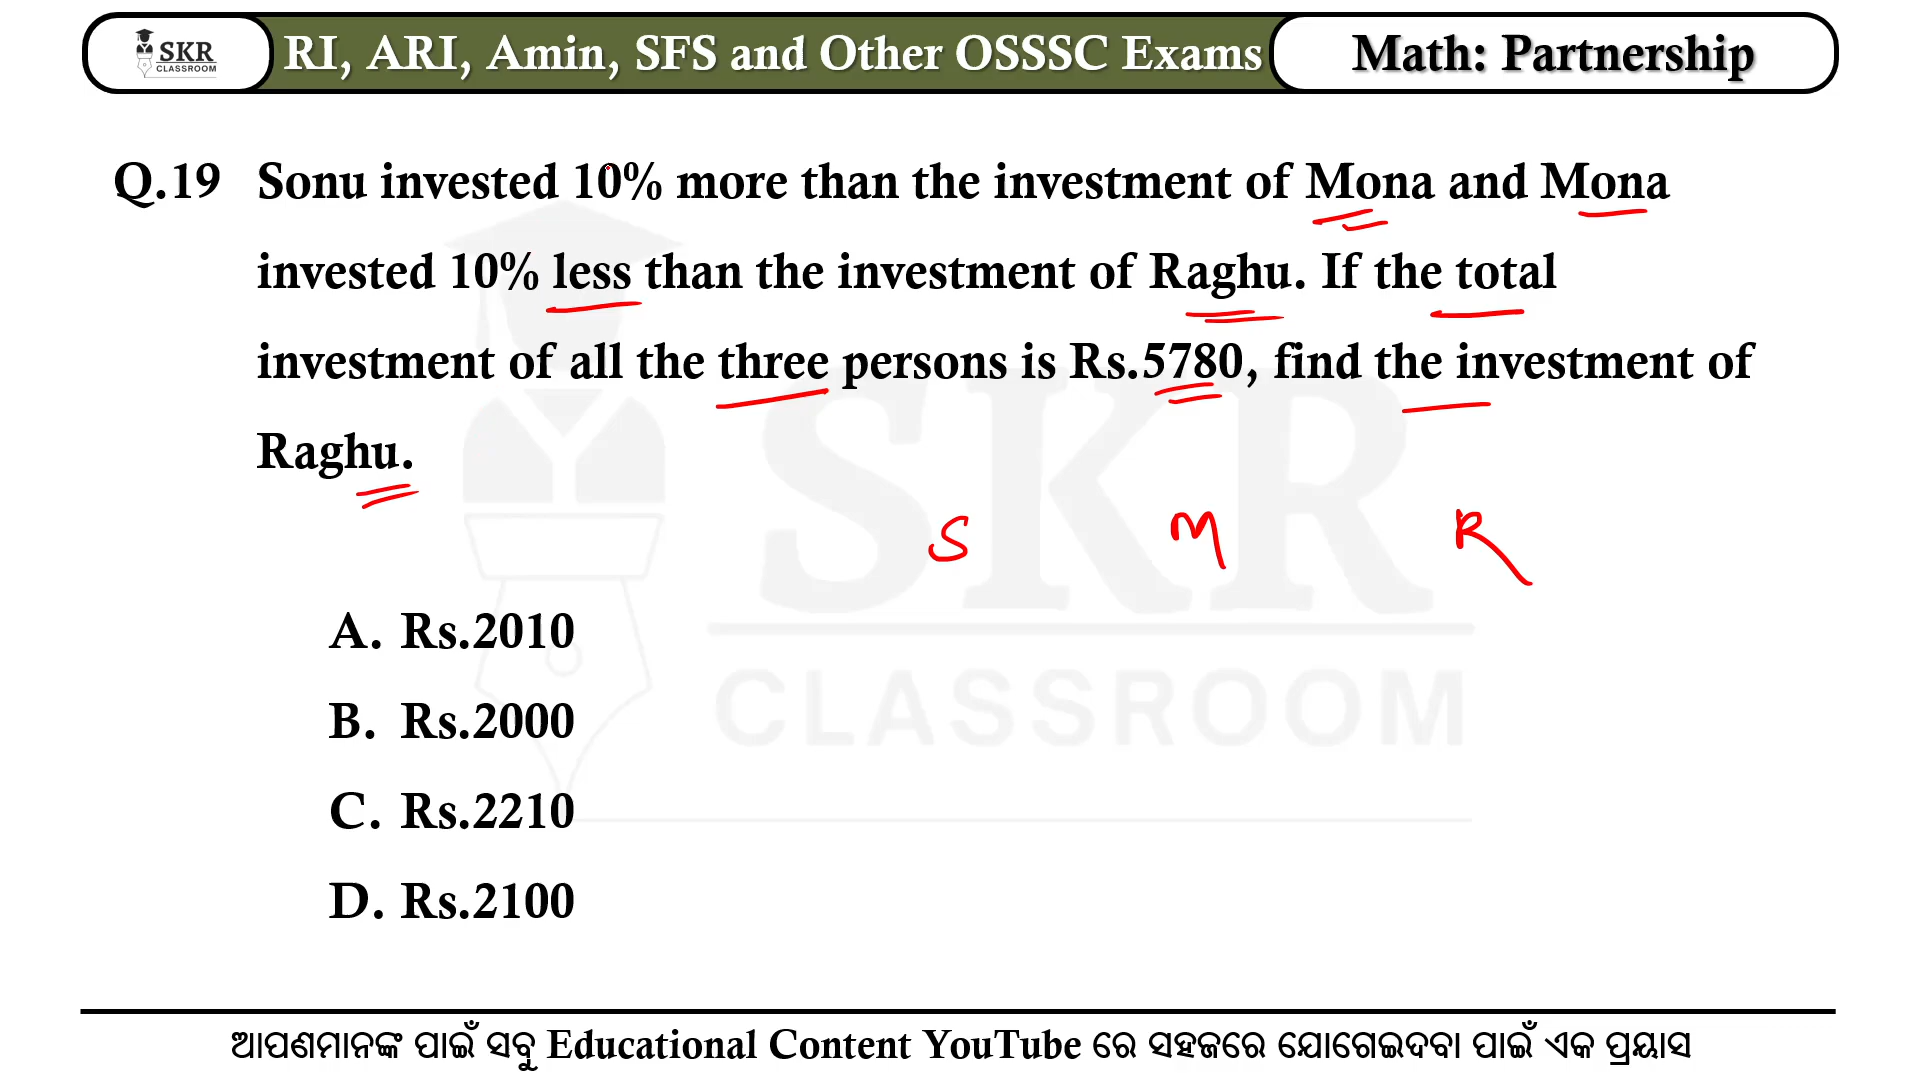 SKR
CLASSROOM
RI, ARI, Amin, SFS and Other OSSSC Exams
Math: Partnership
Q.19 Sonu invested 10% more than the investment of Mona and Mona
invested 10% less than the investment of Raghu. If the total
investment of all the three persons is Rs.5780, find the investment of
Raghu.
S M R
SKR
CLASSROOM
A. Rs.2010
B. Rs.2000
C. Rs.2210
D. Rs.2100
ଆପଣମାନଙ୍କ ପାଇଁ ସବୁ Educational Content YouTube ରେ ସହଜରେ ଯୋଗେଇଦବା ପାଇଁ ଏକ ପ୍ରୟାସ